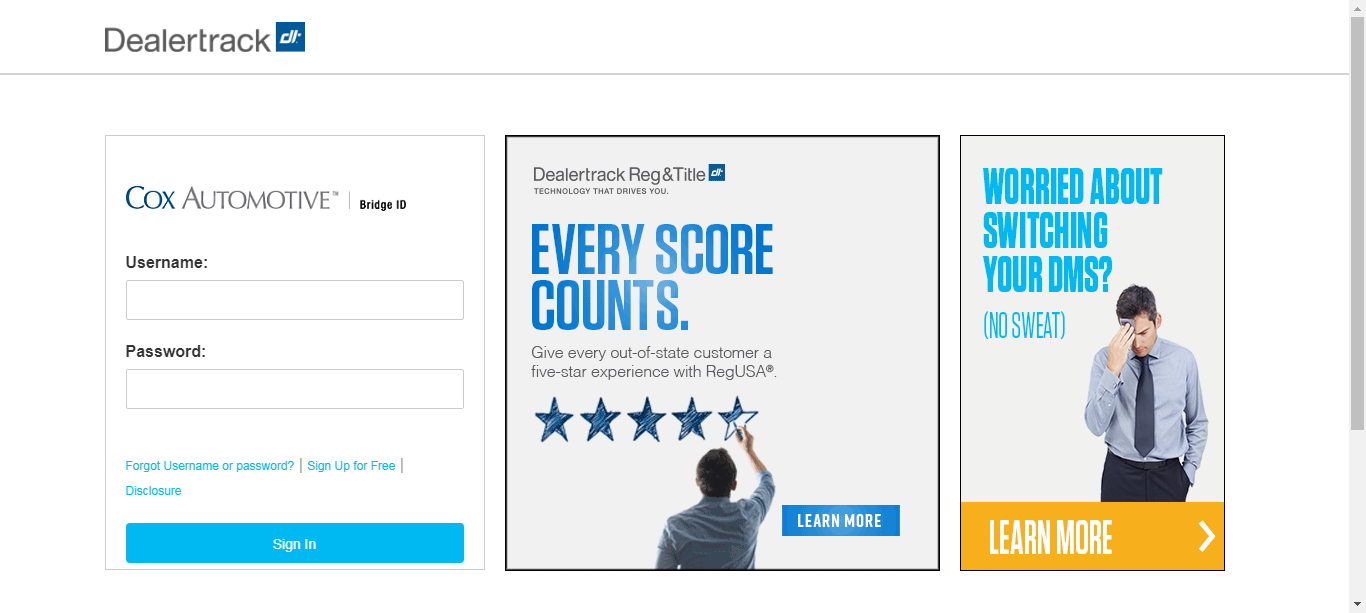 Dealertrack dt
COX AUTOMOTIVE™ | Bridge ID
Username:
Password:
Forgot Username or password? | Sign Up for Free |
Disclosure
Sign In
Dealertrack Reg&Title dt
TECHNOLOGY THAT DRIVES YOU.
EVERY SCORE
COUNTS.
Give every out-of-state customer a
five-star experience with RegUSA®.
LEARN MORE
WORRIED ABOUT
SWITCHING
YOUR DMS?
(NO SWEAT)
LEARN MORE